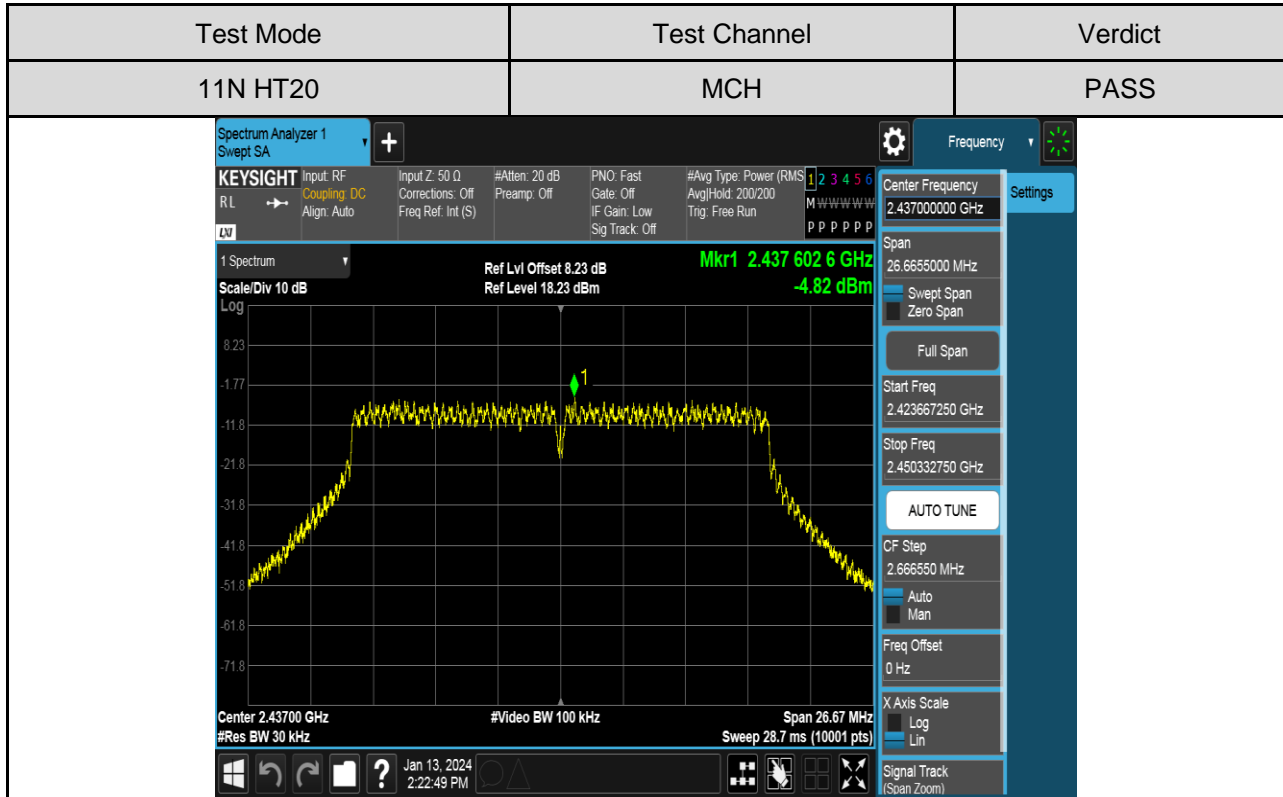 Test Mode Test Channel Verdict
11N HT20 MCH PASS
Spectrum Analyzer 1
Swept SA
+
Frequency
KEYSIGHT
RL
LXI
Input: RF
Coupling: DC
Align: Auto
Input Z: 50 Ω
Corrections: Off
Freq Ref: Int (S)
#Atten: 20 dB
Preamp: Off
PNO: Fast
Gate: Off
IF Gain: Low
Sig Track: Off
#Avg Type: Power (RMS
Avg|Hold: 200/200
Trig: Free Run
1 2 3 4 5 6
M W W W W W
P P P P P P
1 Spectrum
Scale/Div 10 dB
Ref Lvl Offset 8.23 dB
Ref Level 18.23 dBm
Mkr1 2.437 602 6 GHz
-4.82 dBm
Log
8.23
-1.77
-11.8
-21.8
-31.8
-41.8
-51.8
-61.8
-71.8
1
Center 2.43700 GHz
#Res BW 30 kHz
#Video BW 100 kHz
Span 26.67 MHz
Sweep 28.7 ms (10001 pts)
Center Frequency
2.437000000 GHz
Settings
Span
26.6655000 MHz
Swept Span
Zero Span
Full Span
Start Freq
2.423667250 GHz
Stop Freq
2.450332750 GHz
AUTO TUNE
CF Step
2.666550 MHz
Auto
Man
Freq Offset
0 Hz
X Axis Scale
Log
Lin
Signal Track
(Span Zoom)
?
Jan 13, 2024
2:22:49 PM